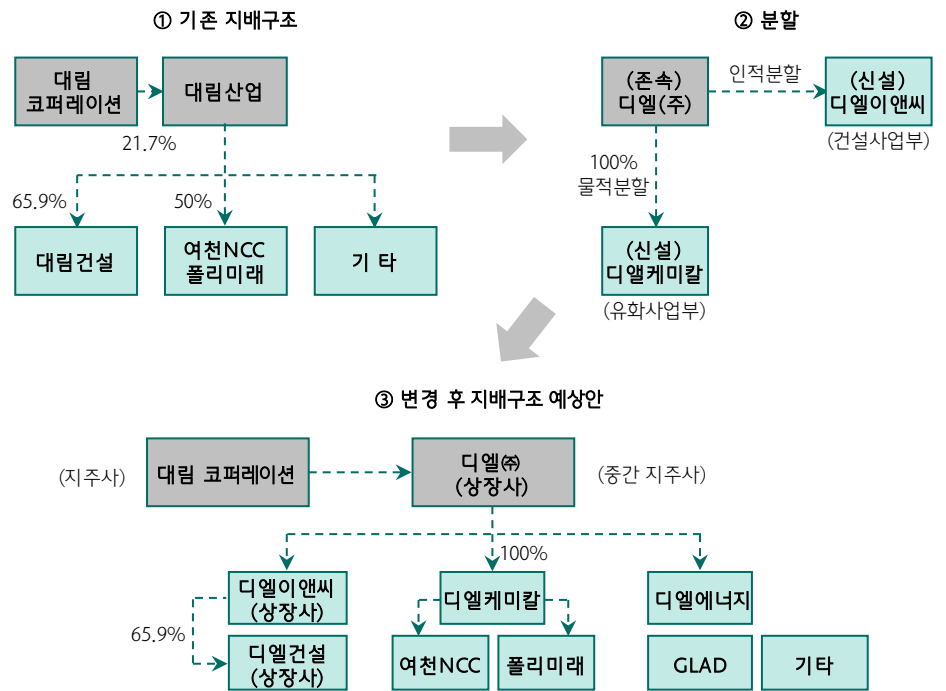 ① 기존 지배구조
대림
코퍼레이션
대림산업
21.7%
65.9%
50%
대림건설
여천NCC
폴리미래
기 타
② 분할
(존속)
디엘(주)
인적분할
(신설)
디엘이앤씨
(건설사업부)
100%
물적분할
(신설)
디앨케미칼
(유화사업부)
③ 변경 후 지배구조 예상안
(지주사)
대림 코퍼레이션
디엘㈜
(상장사)
(중간 지주사)
100%
디엘이앤씨
(상장사)
디엘케미칼
디엘에너지
65.9%
디엘건설
(상장사)
여천NCC
폴리미래
GLAD
기타